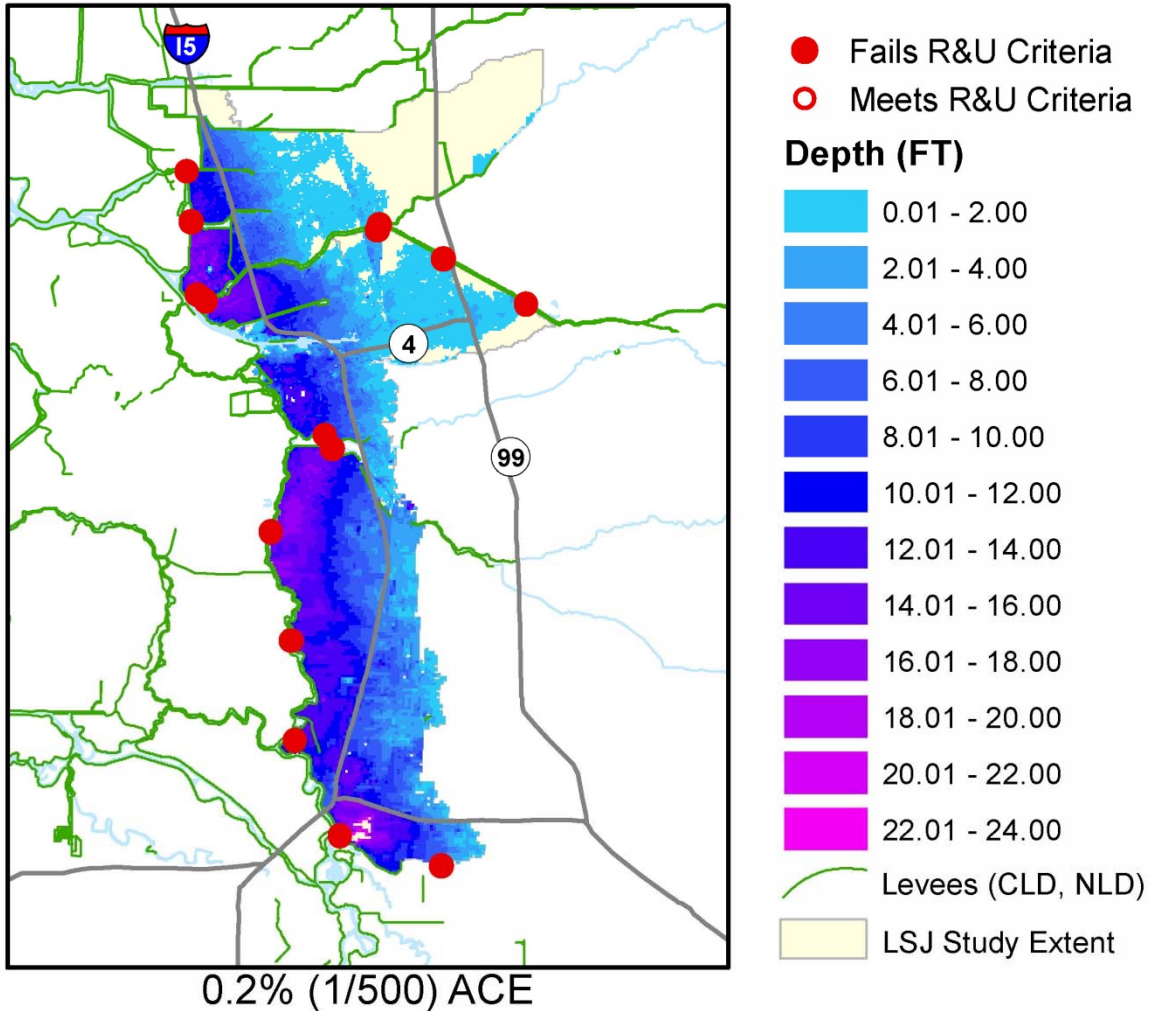 15
4
99
0.2% (1/500) ACE
Fails R&U Criteria
Meets R&U Criteria
Depth (FT)
0.01 - 2.00
2.01 - 4.00
4.01 - 6.00
6.01 - 8.00
8.01 - 10.00
10.01 - 12.00
12.01 - 14.00
14.01 - 16.00
16.01 - 18.00
18.01 - 20.00
20.01 - 22.00
22.01 - 24.00
Levees (CLD, NLD)
LSJ Study Extent